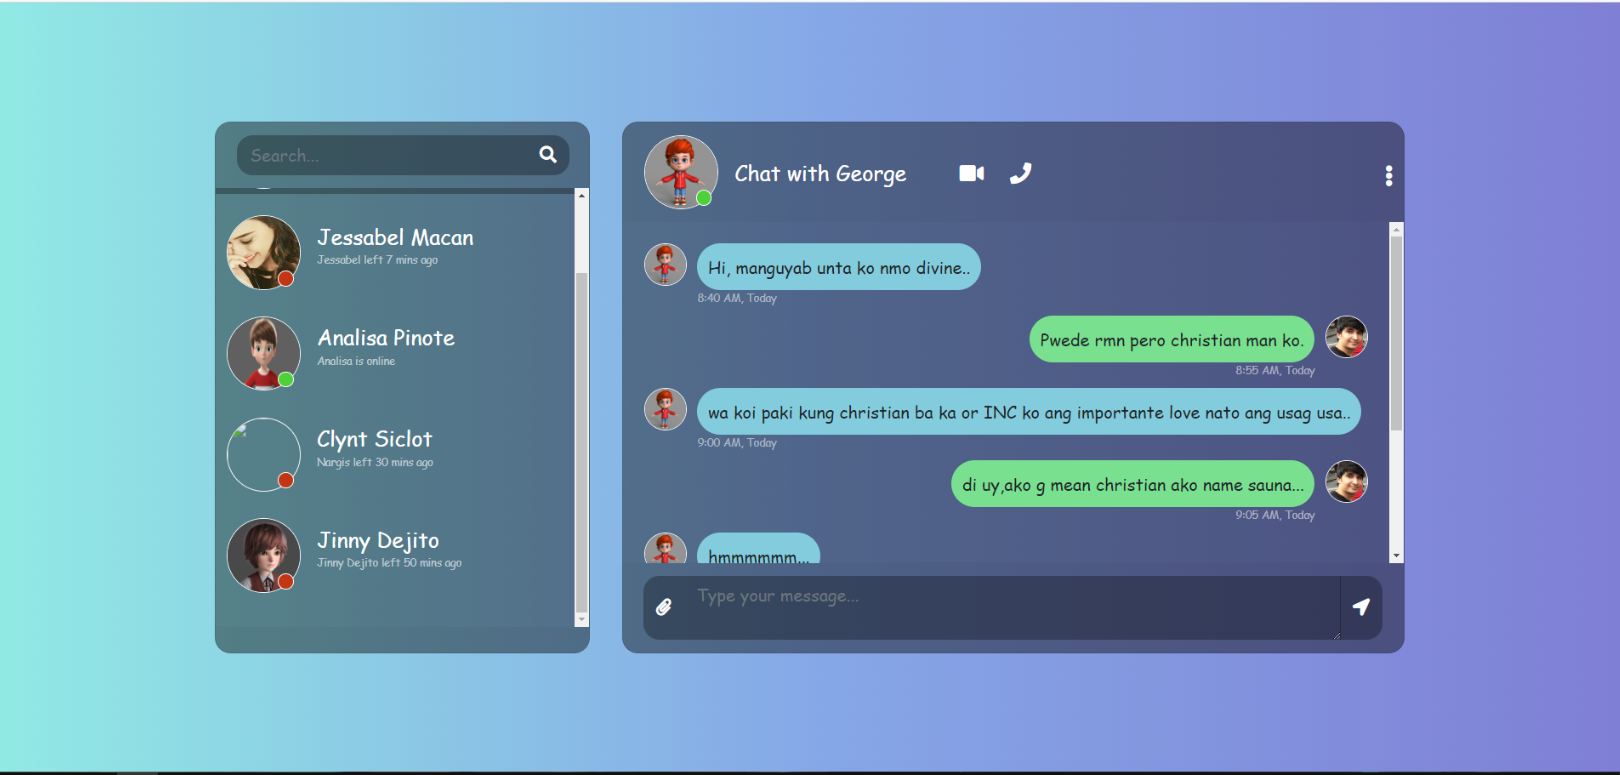 Search...
Jessabel Macan
Jessabel left 7 mins ago
Analisa Pinote
Analisa is online
Clynt Siclot
Nargis left 30 mins ago
Jinny Dejito
Jinny Dejito left 50 mins ago
Chat with George
Hi, manguyab unta ko nmo divine..
8:40 AM, Today
Pwede rmn pero christian man ko.
8:55 AM, Today
wa koi paki kung christian ba ka or INC ko ang importante love nato ang usag usa..
9:00 AM, Today
di uy,ako g mean christian ako name sauna...
9:05 AM, Today
hmmmmmm...
Type your message...